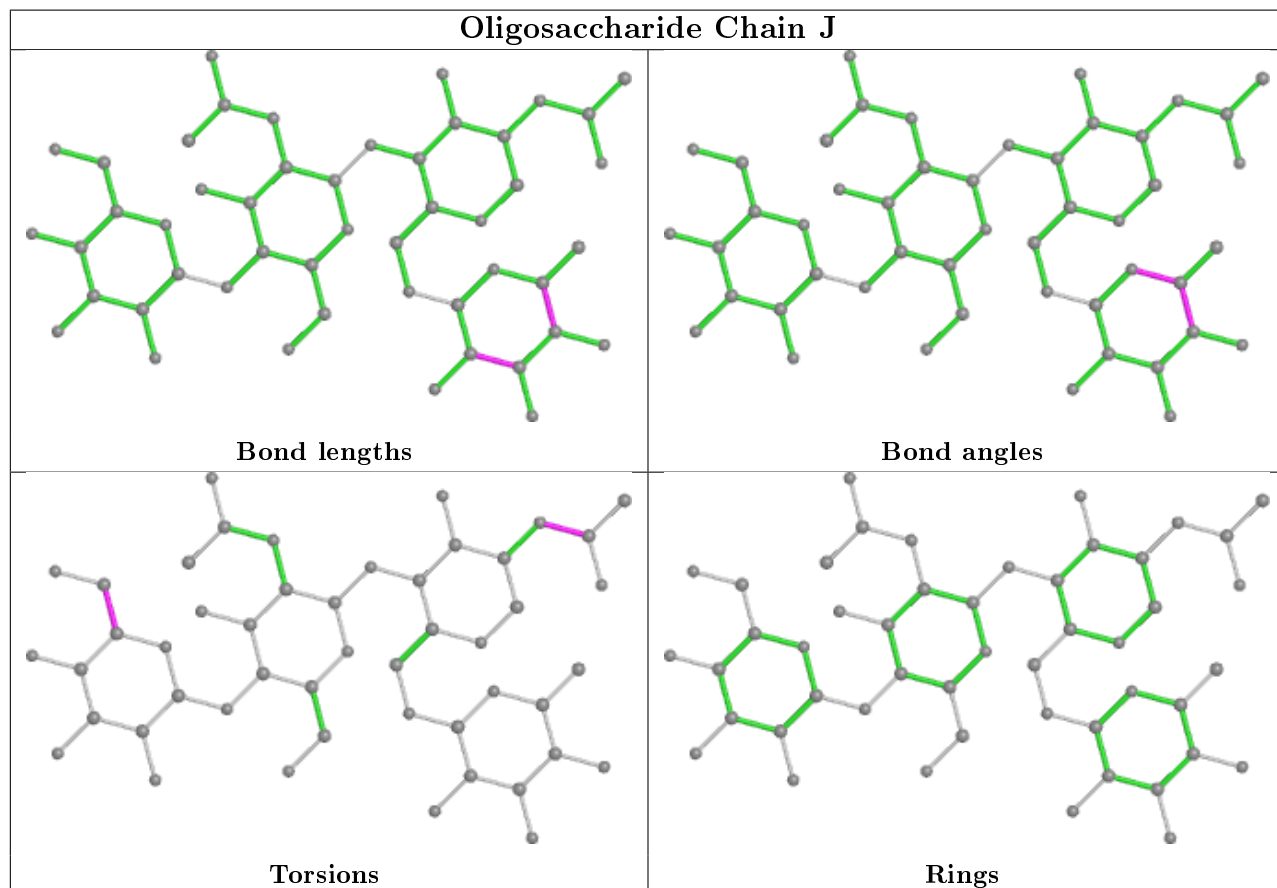 Oligosaccharide Chain J
Bond lengths
Bond angles
Torsions
Rings